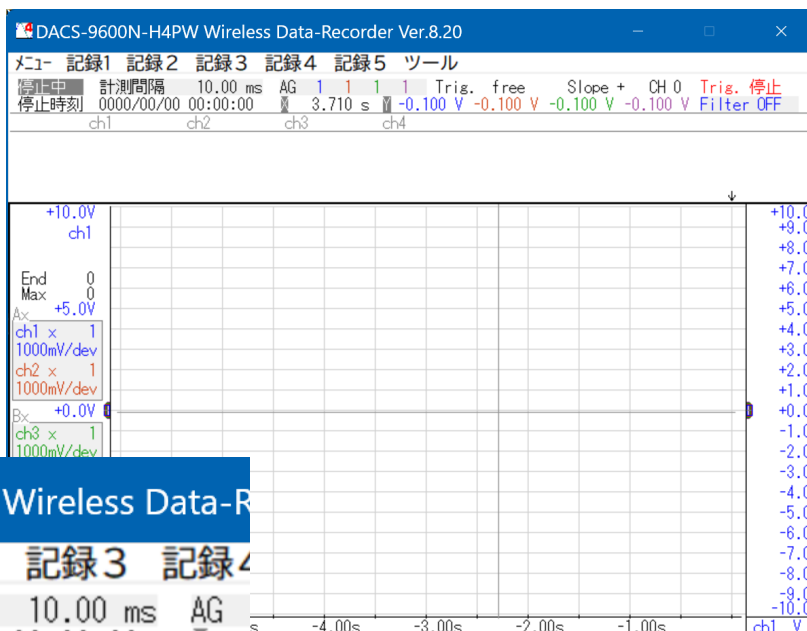 DACS-9600N-H4PW Wireless Data-Recorder Ver.8.20
ﾒﾆｭｰ 記録1 記録2 記録3 記録4 記録5 ツール
停止中 計測間隔 10.00 ms AG 1 1 1 1 Trig. free Slope + CH 0 Trig. 停止
停止時刻 0000/00/00 00:00:00 X 3.710 s Y -0.100 V -0.100 V -0.100 V -0.100 V Filter OFF
ch1 ch2 ch3 ch4
+10.0V
ch1
End 0
Max 0
+5.0V
Ax
ch1 x 1
1000mV/dev
ch2 x 1
1000mV/dev
+0.0V
Bx
ch3 x 1
1000mV/dev
+10.0
+9.0
+8.0
+7.0
+6.0
+5.0
+4.0
+3.0
+2.0
+1.0
+0.0
-1.0
-2.0
-3.0
-4.0
-5.0
-6.0
-7.0
-8.0
-9.0
-10.0
s -4.00s -3.00s -2.00s -1.00s ch1 V
Wireless Data-R
記録3 記録4
10.00 ms AG